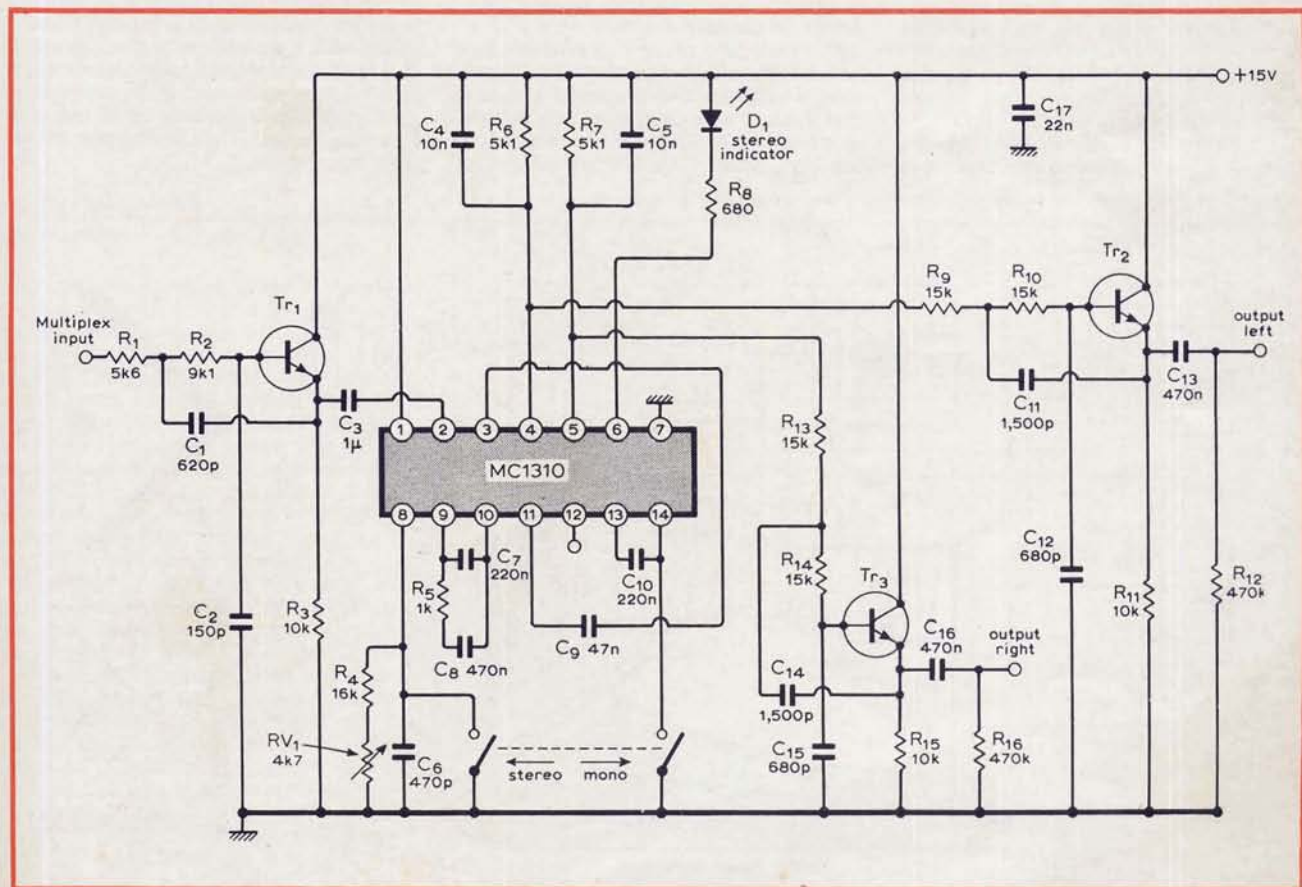 +15V
C4
10n
R6
5k1
R7
5k1
C5
10n
D1
stereo
indicator
R8
680
C17
22n
Multiplex
input
R1
5k6
R2
9k1
Tr1
C1
620p
C3
1μ
R9
15k
R10
15k
Tr2
output
left
C11
1,500p
C13
470n
1
2
3
4
5
6
7
MC1310
8
9
10
11
12
13
14
R13
15k
C2
150p
R3
10k
R5
1k
C7
220n
C8 470n
C9 47n
C10
220n
R14
15k
Tr3
C12
680p
R11
10k
R12
470k
R4
16k
RV1
4k7
C6
470p
stereo
mono
C14
1,500p
C15
680p
C16
470n
output
right
R15
10k
R16
470k